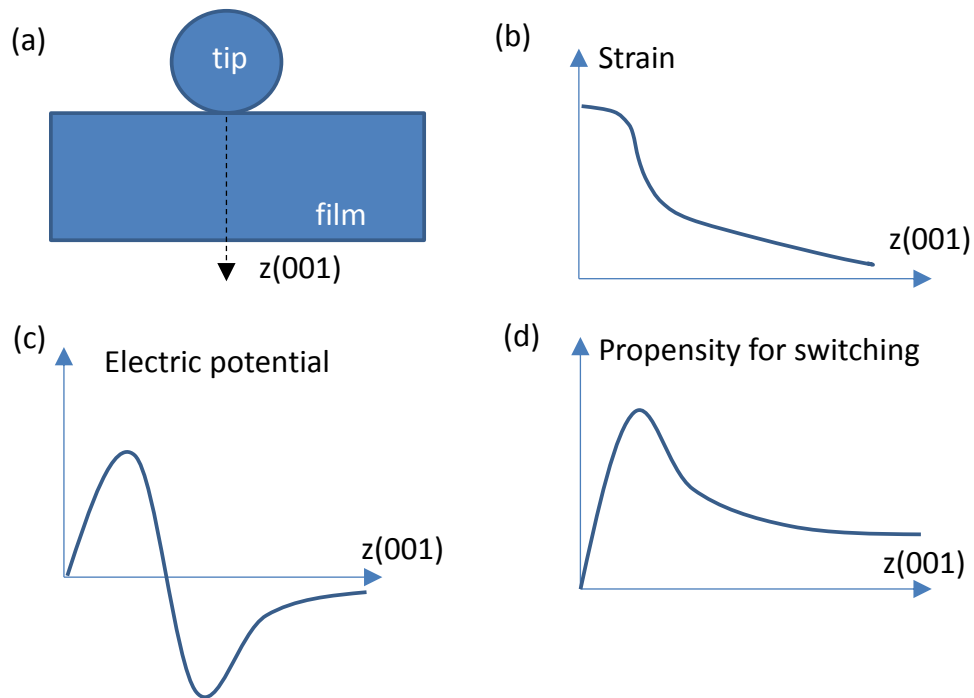 (a)
tip
film
z(001)
(b)
Strain
z(001)
(c)
Electric potential
z(001)
(d)
Propensity for switching
z(001)